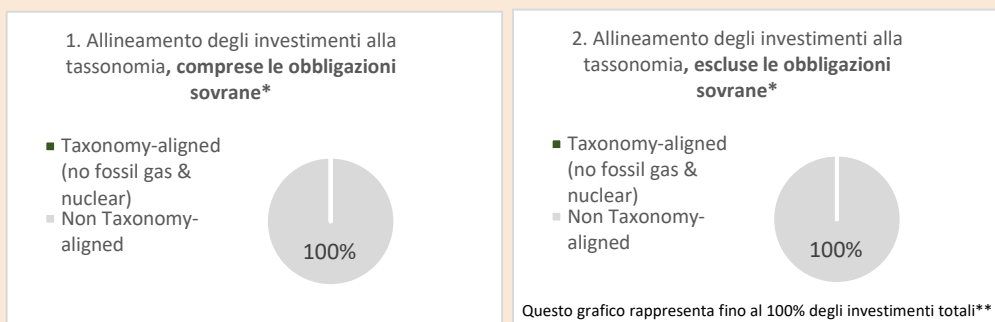 1. Allineamento degli investimenti alla
tassonomia, comprese le obbligazioni
sovrane*
Taxonomy-aligned
(no fossil gas &
nuclear)
Non Taxonomy-
aligned
100%
2. Allineamento degli investimenti alla
tassonomia, escluse le obbligazioni
sovrane*
Taxonomy-aligned
(no fossil gas &
nuclear)
Non Taxonomy-
aligned
100%
Questo grafico rappresenta fino al 100% degli investimenti totali**